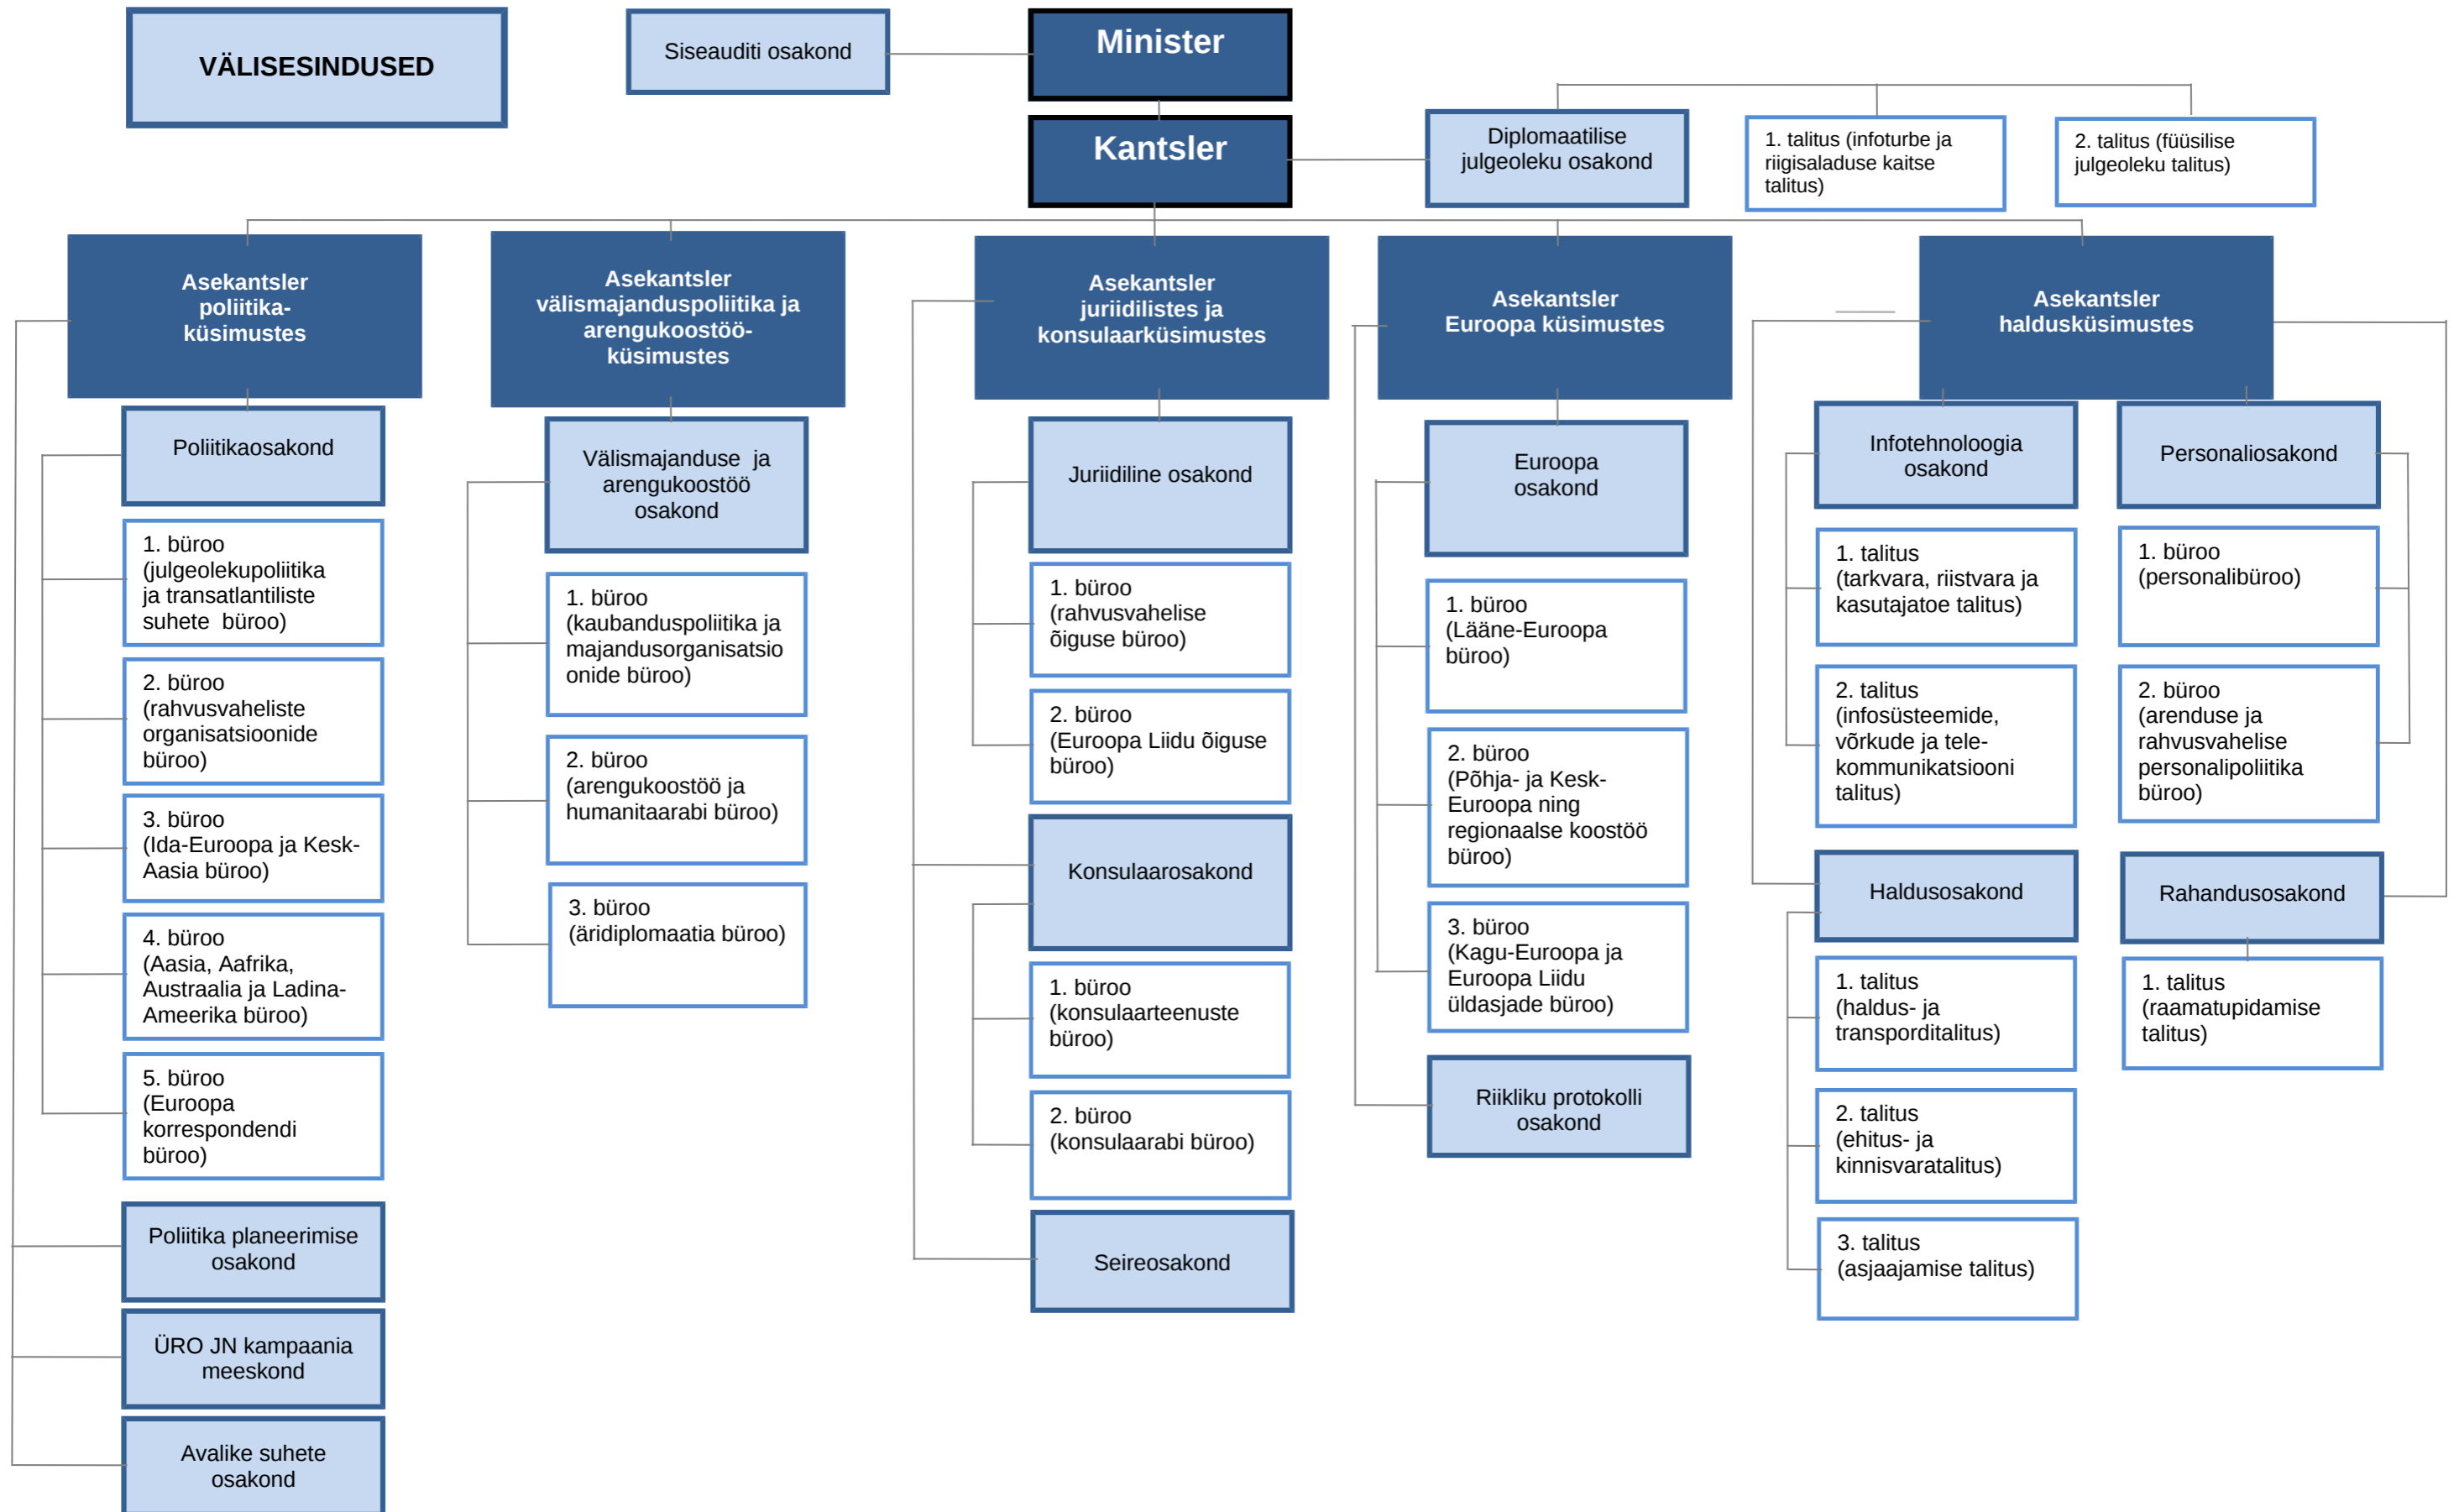 VÄLISESINDUSED
Siseauditi osakond
Minister
Kantsler
Diplomaatilise
julgeoleku osakond
1. talitus (infoturbe ja
riigisaladuse kaitse
talitus)
2. talitus (füüsilise
julgeoleku talitus)
Asekantsler
poliitika-
küsimustes
Poliitikaosakond
1. büroo
(julgeolekupoliitika
ja transatlantiliste
suhete  büroo)
2. büroo
(rahvusvaheliste
organisatsioonide
büroo)
3. büroo
(Ida-Euroopa ja Kesk-
Aasia büroo)
4. büroo
(Aasia, Aafrika,
Austraalia ja Ladina-
Ameerika büroo)
5. büroo
(Euroopa
korrespondendi
büroo)
Poliitika planeerimise
osakond
ÜRO JN kampaania
meeskond
Avalike suhete
osakond
Asekantsler
välismajanduspoliitika ja
arengukoostöö-
küsimustes
Välismajanduse  ja
arengukoostöö
osakond
1. büroo
(kaubanduspoliitika ja
majandusorganisatsio
onide büroo)
2. büroo
(arengukoostöö ja
humanitaarabi büroo)
3. büroo
(äridiplomaatia büroo)
Asekantsler
juriidilistes ja
konsulaarküsimustes
Juriidiline osakond
1. büroo
(rahvusvahelise
õiguse büroo)
2. büroo
(Euroopa Liidu õiguse
büroo)
Konsulaarosakond
1. büroo
(konsulaarteenuste
büroo)
2. büroo
(konsulaarabi büroo)
Seireosakond
Asekantsler
Euroopa küsimustes
Euroopa
osakond
1. büroo
(Lääne-Euroopa
büroo)
2. büroo
(Põhja- ja Kesk-
Euroopa ning
regionaalse koostöö
büroo)
3. büroo
(Kagu-Euroopa ja
Euroopa Liidu
üldasjade büroo)
Riikliku protokolli
osakond
Asekantsler
haldusküsimustes
Infotehnoloogia
osakond
1. talitus
(tarkvara, riistvara ja
kasutajatoe talitus)
2. talitus
(infosüsteemide,
võrkude ja tele-
kommunikatsiooni
talitus)
Haldusosakond
1. talitus
(haldus- ja
transporditalitus)
2. talitus
(ehitus- ja
kinnisvaratalitus)
3. talitus
(asjaajamise talitus)
Personaliosakond
1. büroo
(personalibüroo)
2. büroo
(arenduse ja
rahvusvahelise
personalipoliitika
büroo)
Rahandusosakond
1. talitus
(raamatupidamise
talitus)